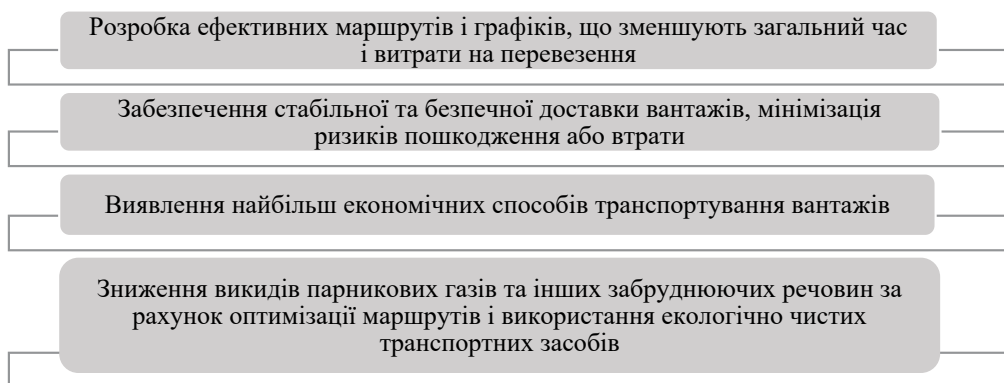 Розробка ефективних маршрутів і графіків, що зменшують загальний час
і витрати на перевезення
Забезпечення стабільної та безпечної доставки вантажів, мінімізація
ризиків пошкодження або втрати
Виявлення найбільш економічних способів транспортування вантажів
Зниження викидів парникових газів та інших забруднюючих речовин за
рахунок оптимізації маршрутів і використання екологічно чистих
транспортних засобів